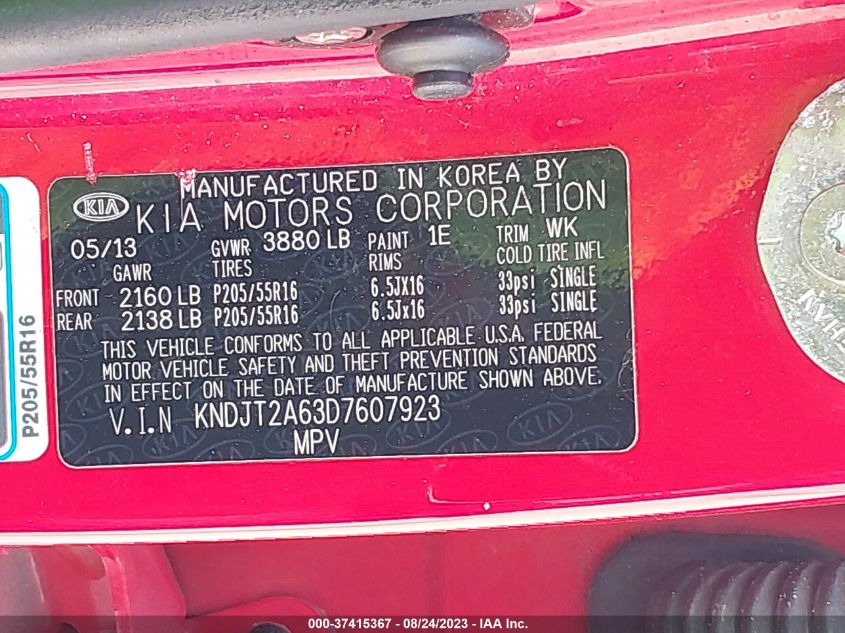 MANUFACTURED IN KOREA BY
KIA KIA MOTORS CORPORATION
05/13 GVWR 3880 LB PAINT 1E TRIM WK
GAWR TIRES RIMS COLD TIRE INFL
FRONT 2160 LB P205/55R16 6.5JX16 33psi SINGLE
REAR 2138 LB P205/55R16 6.5Jx16 33psi SINGLE
THIS VEHICLE CONFORMS TO ALL APPLICABLE U.S.A. FEDERAL
MOTOR VEHICLE SAFETY AND THEFT PREVENTION STANDARDS
IN EFFECT ON THE DATE OF MANUFACTURE SHOWN ABOVE.
V.I.N KNDJT2A63D7607923
MPV
P205/55R16
000-37415367 - 08/24/2023 - IAA Inc.